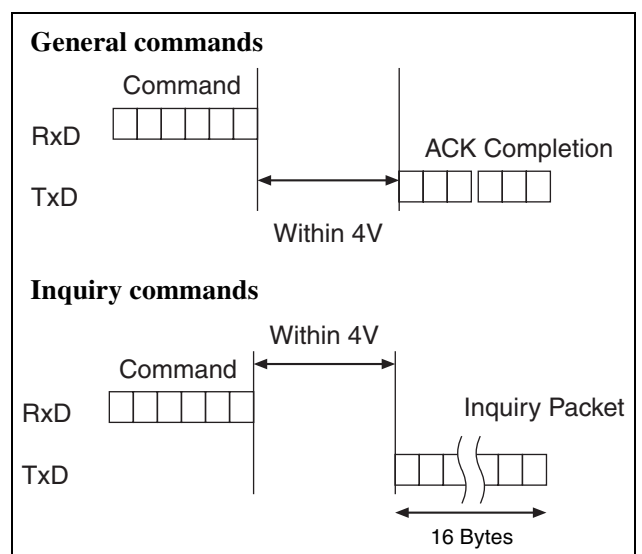 General commands
Command
RxD
ACK Completion
TxD
Within 4V
Inquiry commands
Within 4V
Command
RxD
Inquiry Packet
TxD
16 Bytes